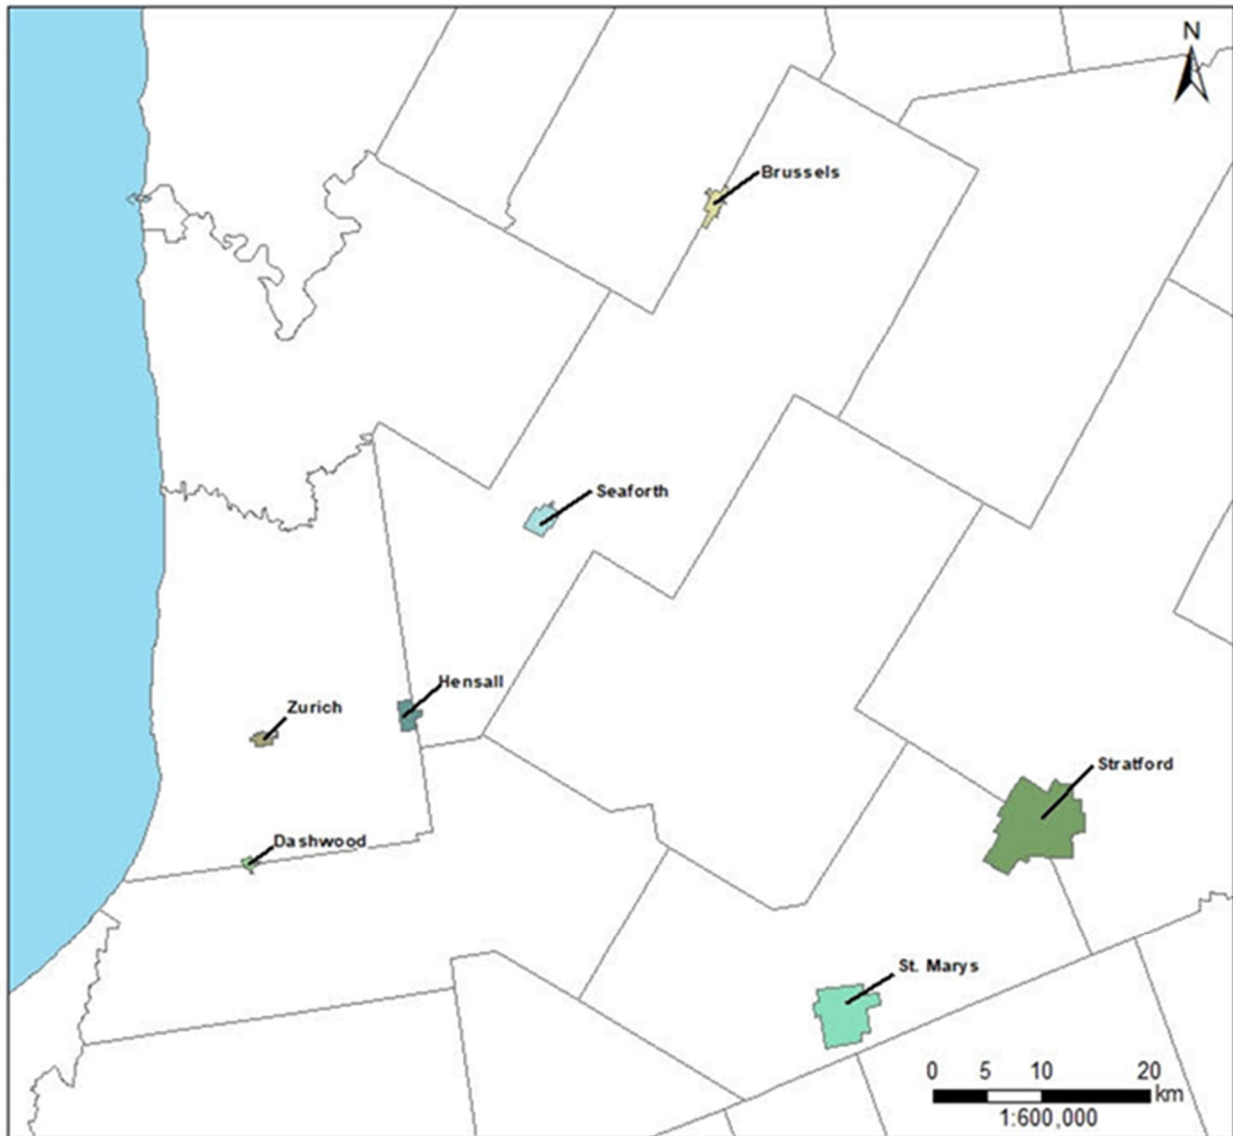 N
Brussels
Seaforth
Hensall
Zurich
Stratford
Dashwood
St. Marys
0 5 10 20
km
1:600,000